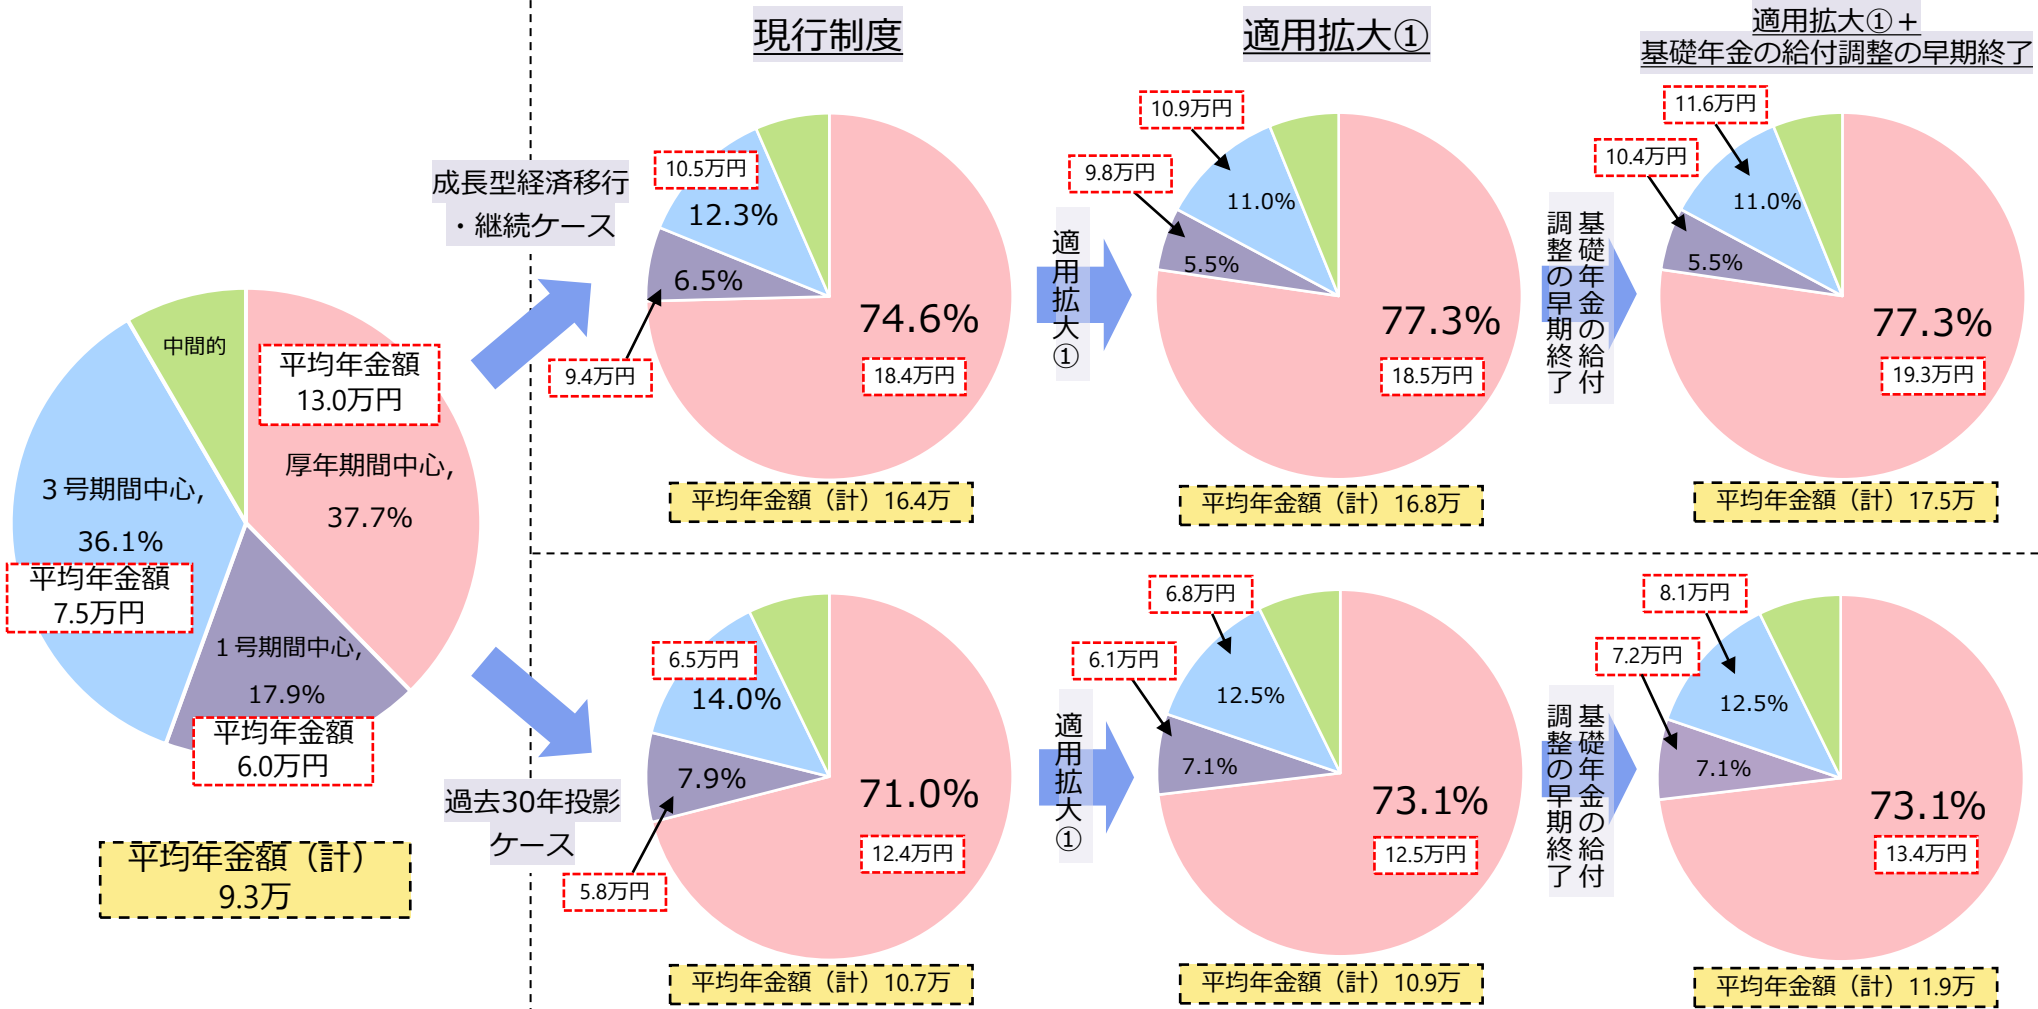 現行制度
適用拡大①
適用拡大①+
基礎年金の給付調整の早期終了
中間的
平均年金額
13.0万円
厚年期間中心,
37.7%
３号期間中心,
36.1%
平均年金額
7.5万円
１号期間中心,
17.9%
平均年金額
6.0万円
平均年金額（計）
9.3万
成長型経済移行
・継続ケース
10.5万円
12.3%
6.5%
9.4万円
74.6%
18.4万円
平均年金額（計）16.4万
適用拡大①
10.9万円
9.8万円
11.0%
5.5%
77.3%
18.5万円
平均年金額（計）16.8万
基礎年金の給付
調整の早期終了
11.6万円
10.4万円
11.0%
5.5%
77.3%
19.3万円
平均年金額（計）17.5万
過去30年投影
ケース
6.5万円
14.0%
7.9%
5.8万円
71.0%
12.4万円
平均年金額（計）10.7万
適用拡大①
6.8万円
6.1万円
12.5%
7.1%
73.1%
12.5万円
平均年金額（計）10.9万
基礎年金の給付
調整の早期終了
8.1万円
7.2万円
12.5%
7.1%
73.1%
13.4万円
平均年金額（計）11.9万